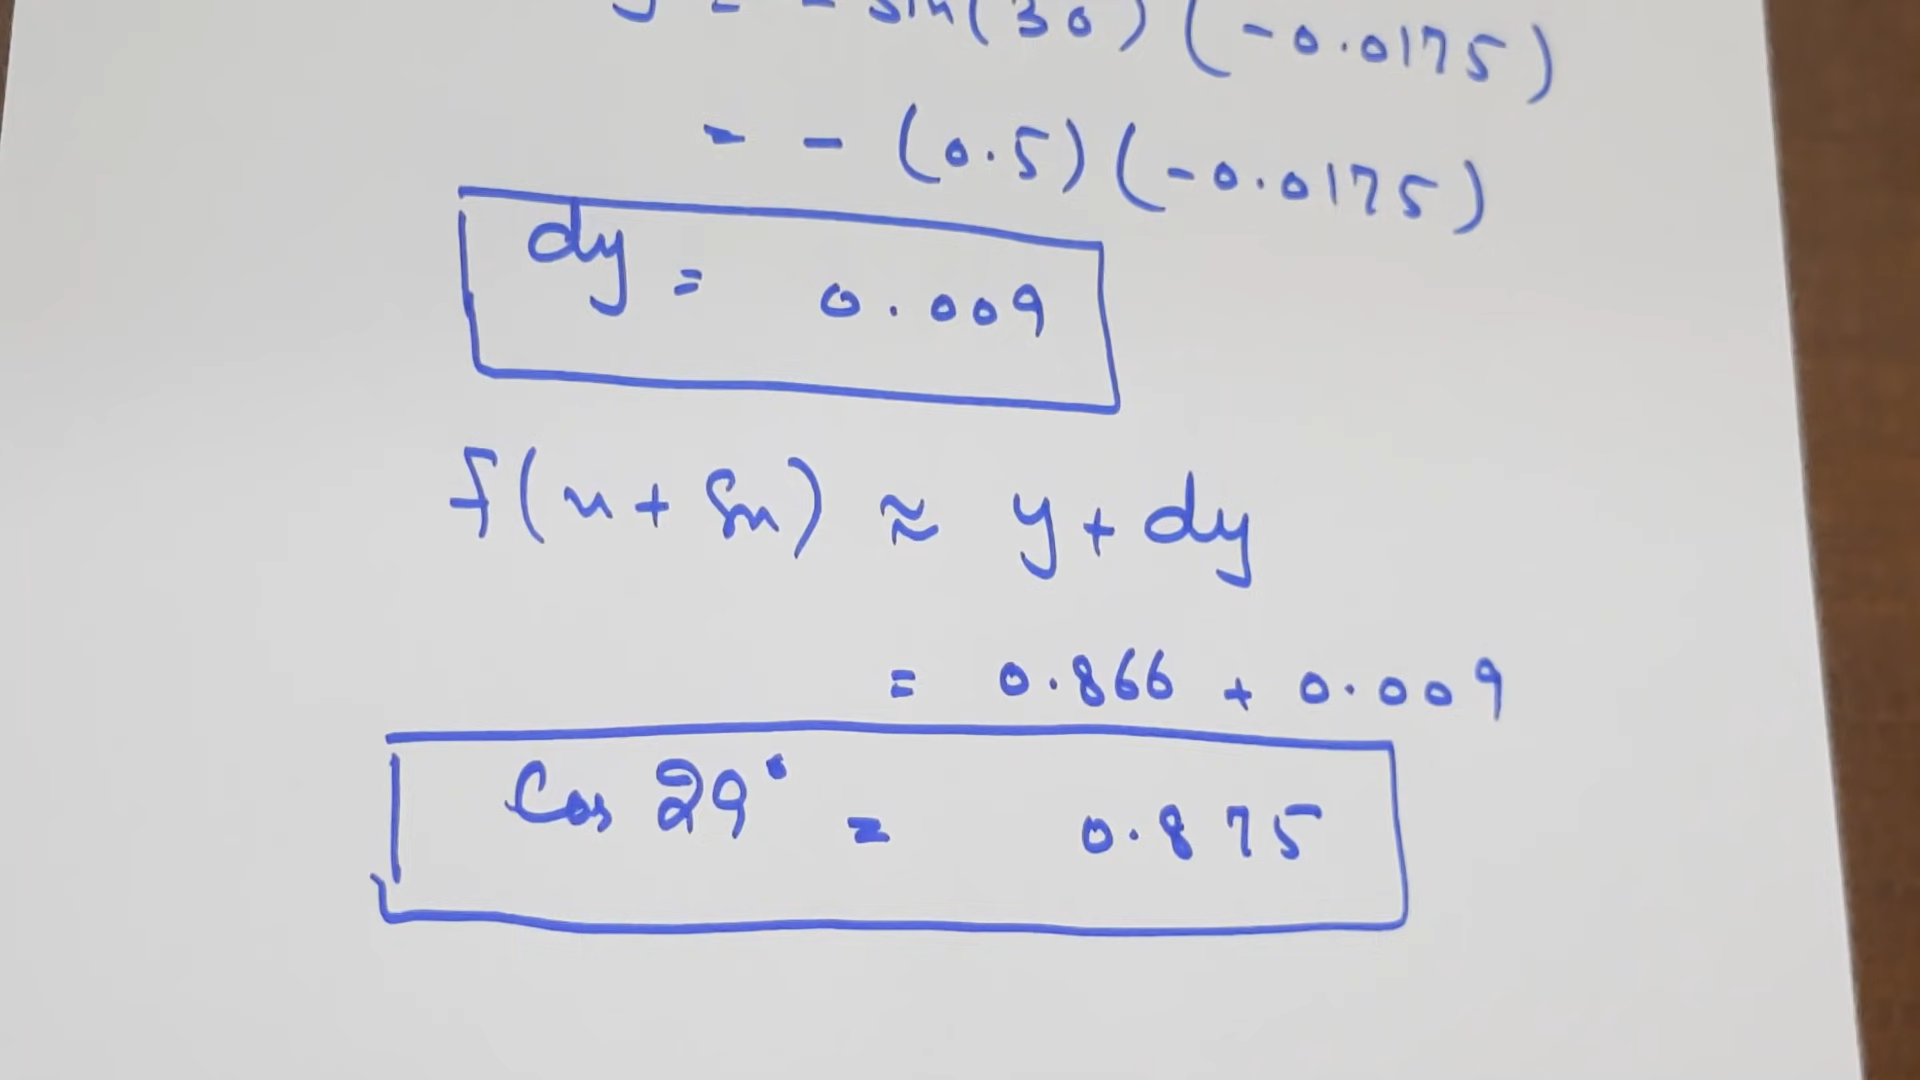 = - sin(30) (-0.0175)
= - (0.5) (-0.0175)
dy = 0.009
f(x + δx) ≈ y + dy
= 0.866 + 0.009
Cos 29° = 0.875